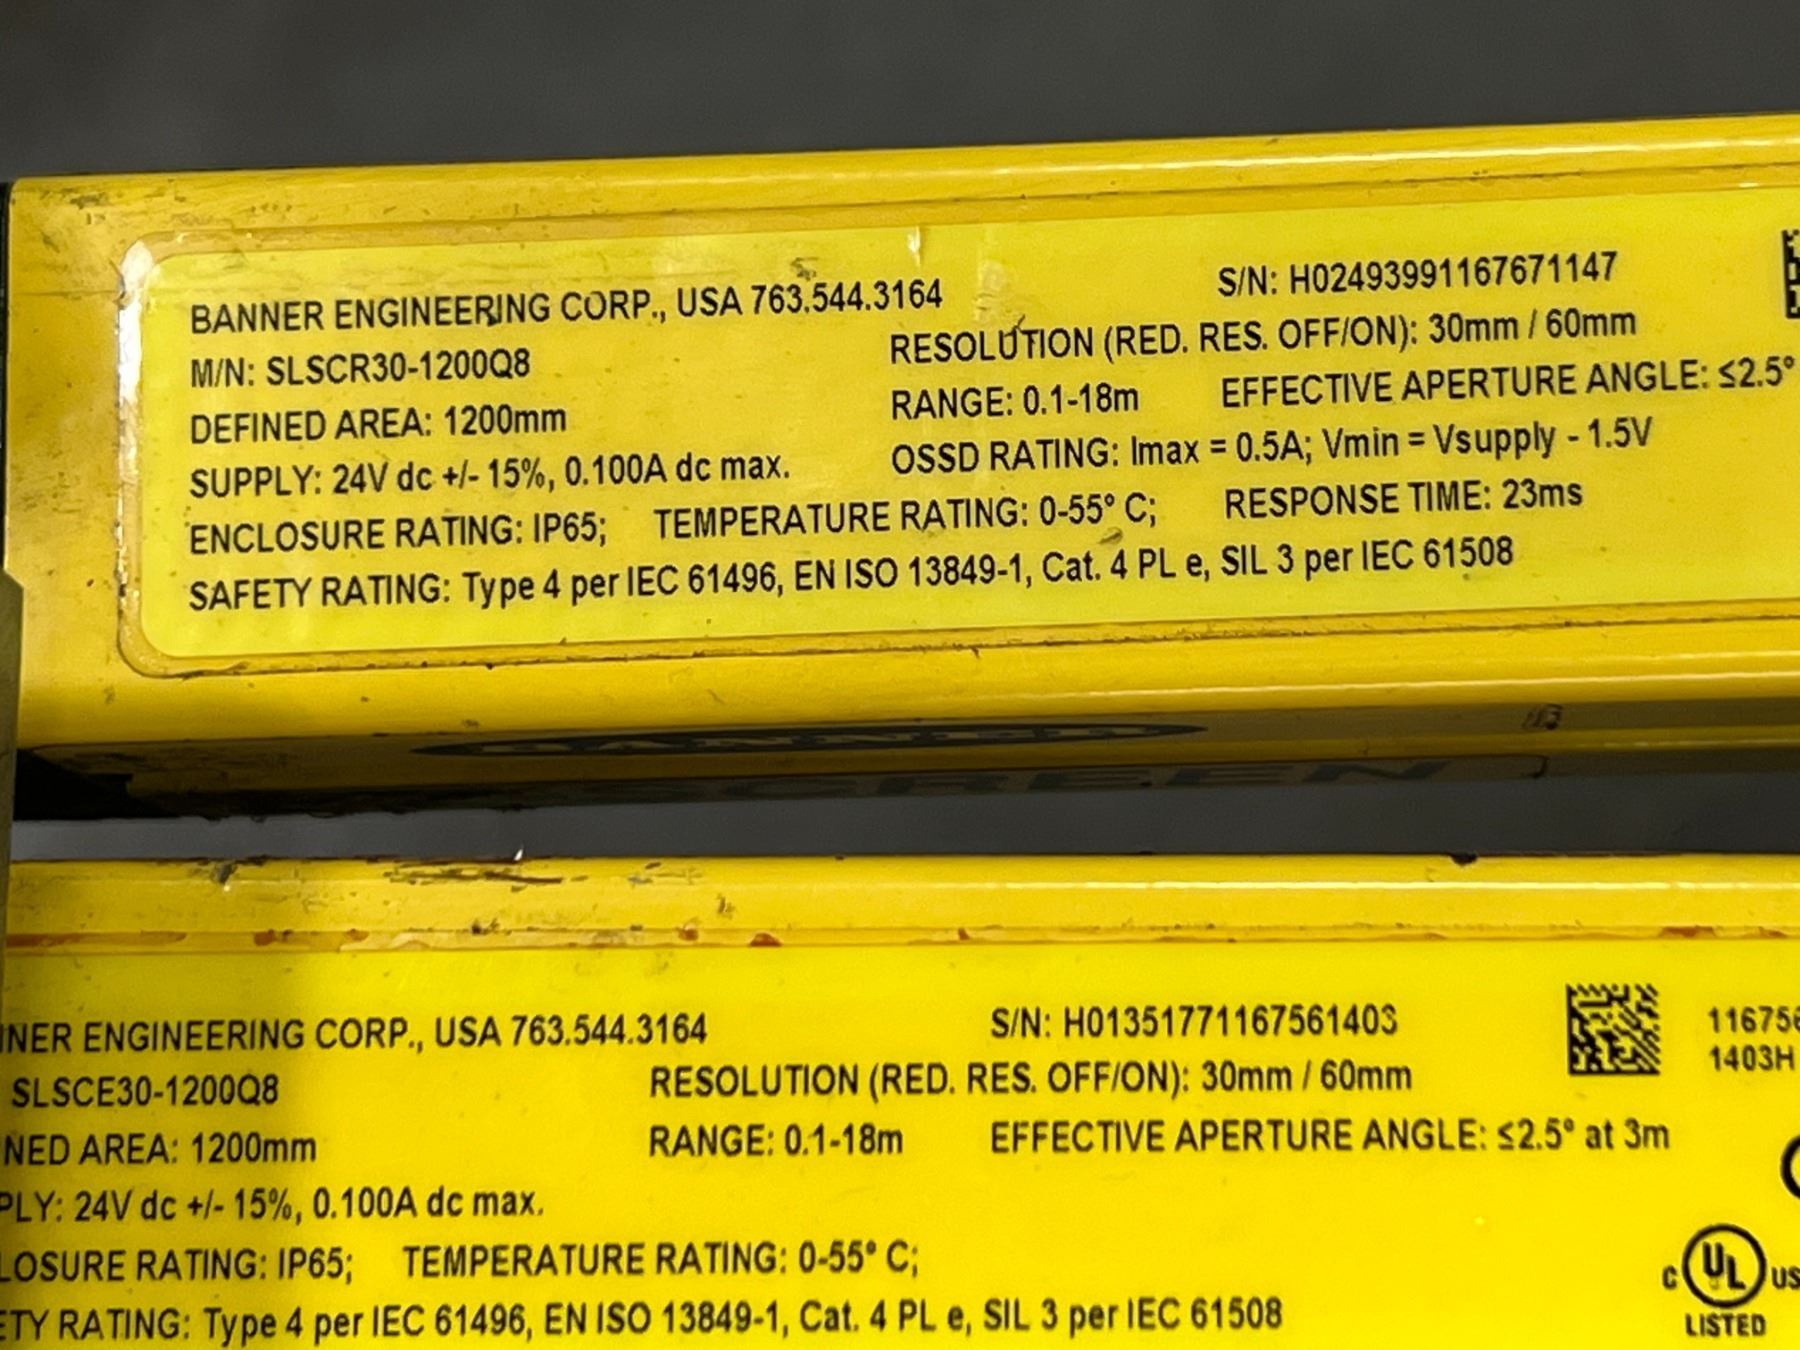 BANNER ENGINEERING CORP., USA 763.544.3164 S/N: H02493991167671147
M/N: SLSCR30-1200Q8 RESOLUTION (RED. RES. OFF/ON): 30mm / 60mm
DEFINED AREA: 1200mm RANGE: 0.1-18m EFFECTIVE APERTURE ANGLE: ≤2.5°
SUPPLY: 24V dc +/- 15%, 0.100A dc max. OSSD RATING: Imax = 0.5A; Vmin = Vsupply - 1.5V
ENCLOSURE RATING: IP65; TEMPERATURE RATING: 0-55° C; RESPONSE TIME: 23ms
SAFETY RATING: Type 4 per IEC 61496, EN ISO 13849-1, Cat. 4 PL e, SIL 3 per IEC 61508
BANNER
SCREEN
NNER ENGINEERING CORP., USA 763.544.3164 S/N: H01351771167561403 116756
1403H
SLSCE30-1200Q8 RESOLUTION (RED. RES. OFF/ON): 30mm / 60mm
NED AREA: 1200mm RANGE: 0.1-18m EFFECTIVE APERTURE ANGLE: ≤2.5° at 3m
PLY: 24V dc +/- 15%, 0.100A dc max.
LOSURE RATING: IP65; TEMPERATURE RATING: 0-55° C;
ETY RATING: Type 4 per IEC 61496, EN ISO 13849-1, Cat. 4 PL e, SIL 3 per IEC 61508
C UL US
LISTED